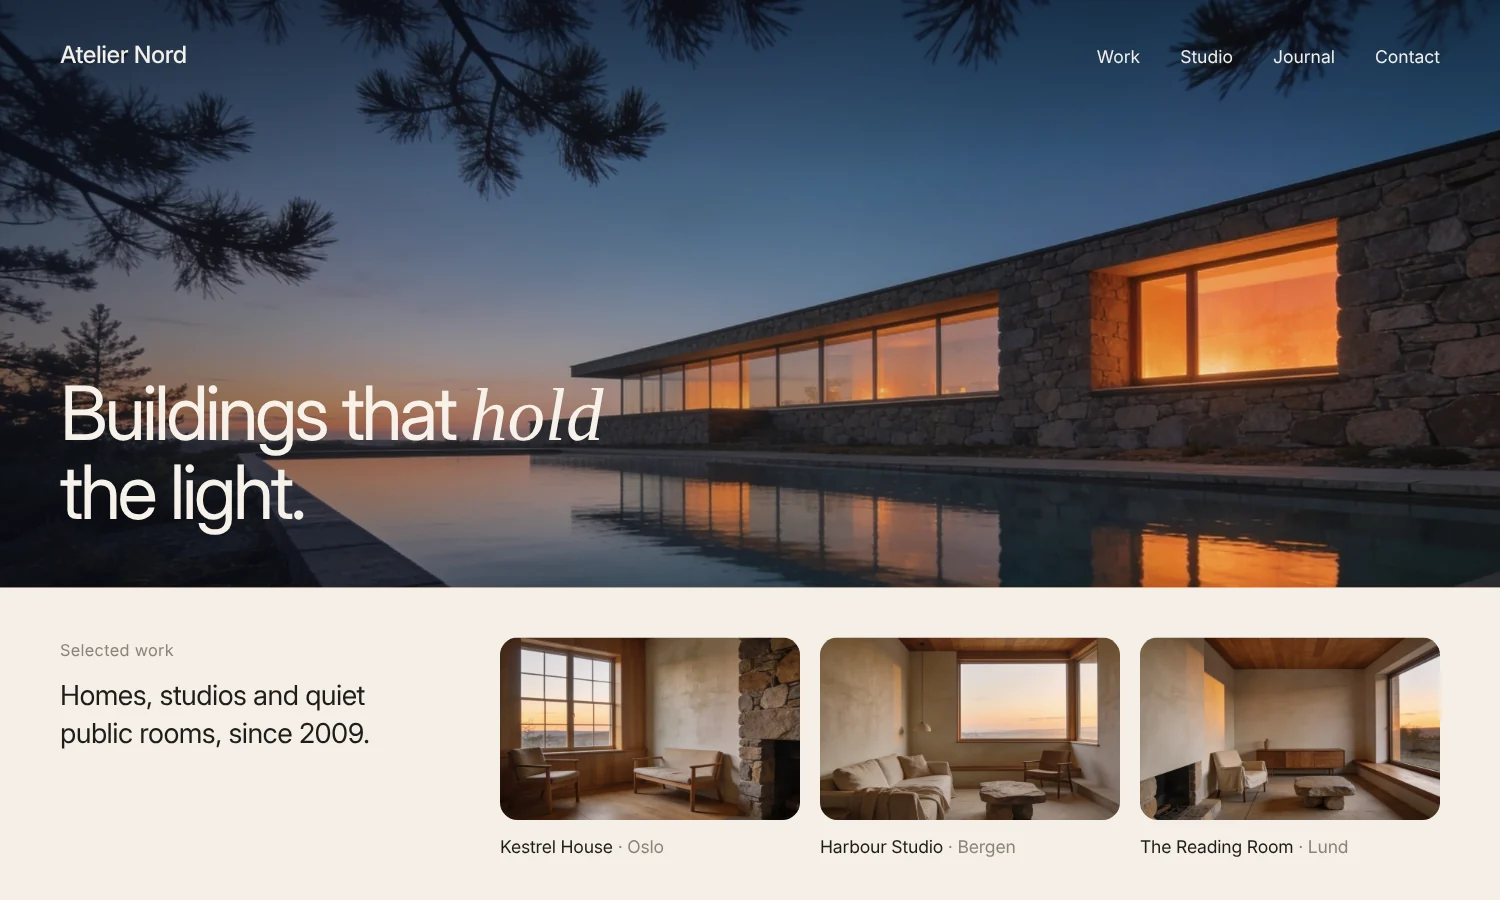 Atelier Nord
Work
Studio
Journal
Contact
Buildings that hold
the light.
Selected work
Homes, studios and quiet
public rooms, since 2009.
Kestrel House · Oslo
Harbour Studio · Bergen
The Reading Room · Lund